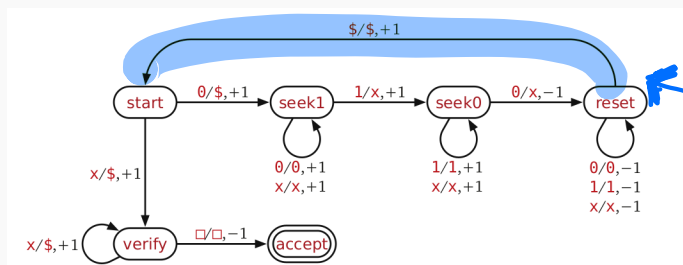 $/$,+1
start
0/$,+1
seek1
1/x,+1
seek0
0/x,−1
reset
0/0,+1
x/x,+1
1/1,+1
x/x,+1
0/0,−1
1/1,−1
x/x,−1
x/$,+1
x/$,+1
verify
□/□,−1
accept